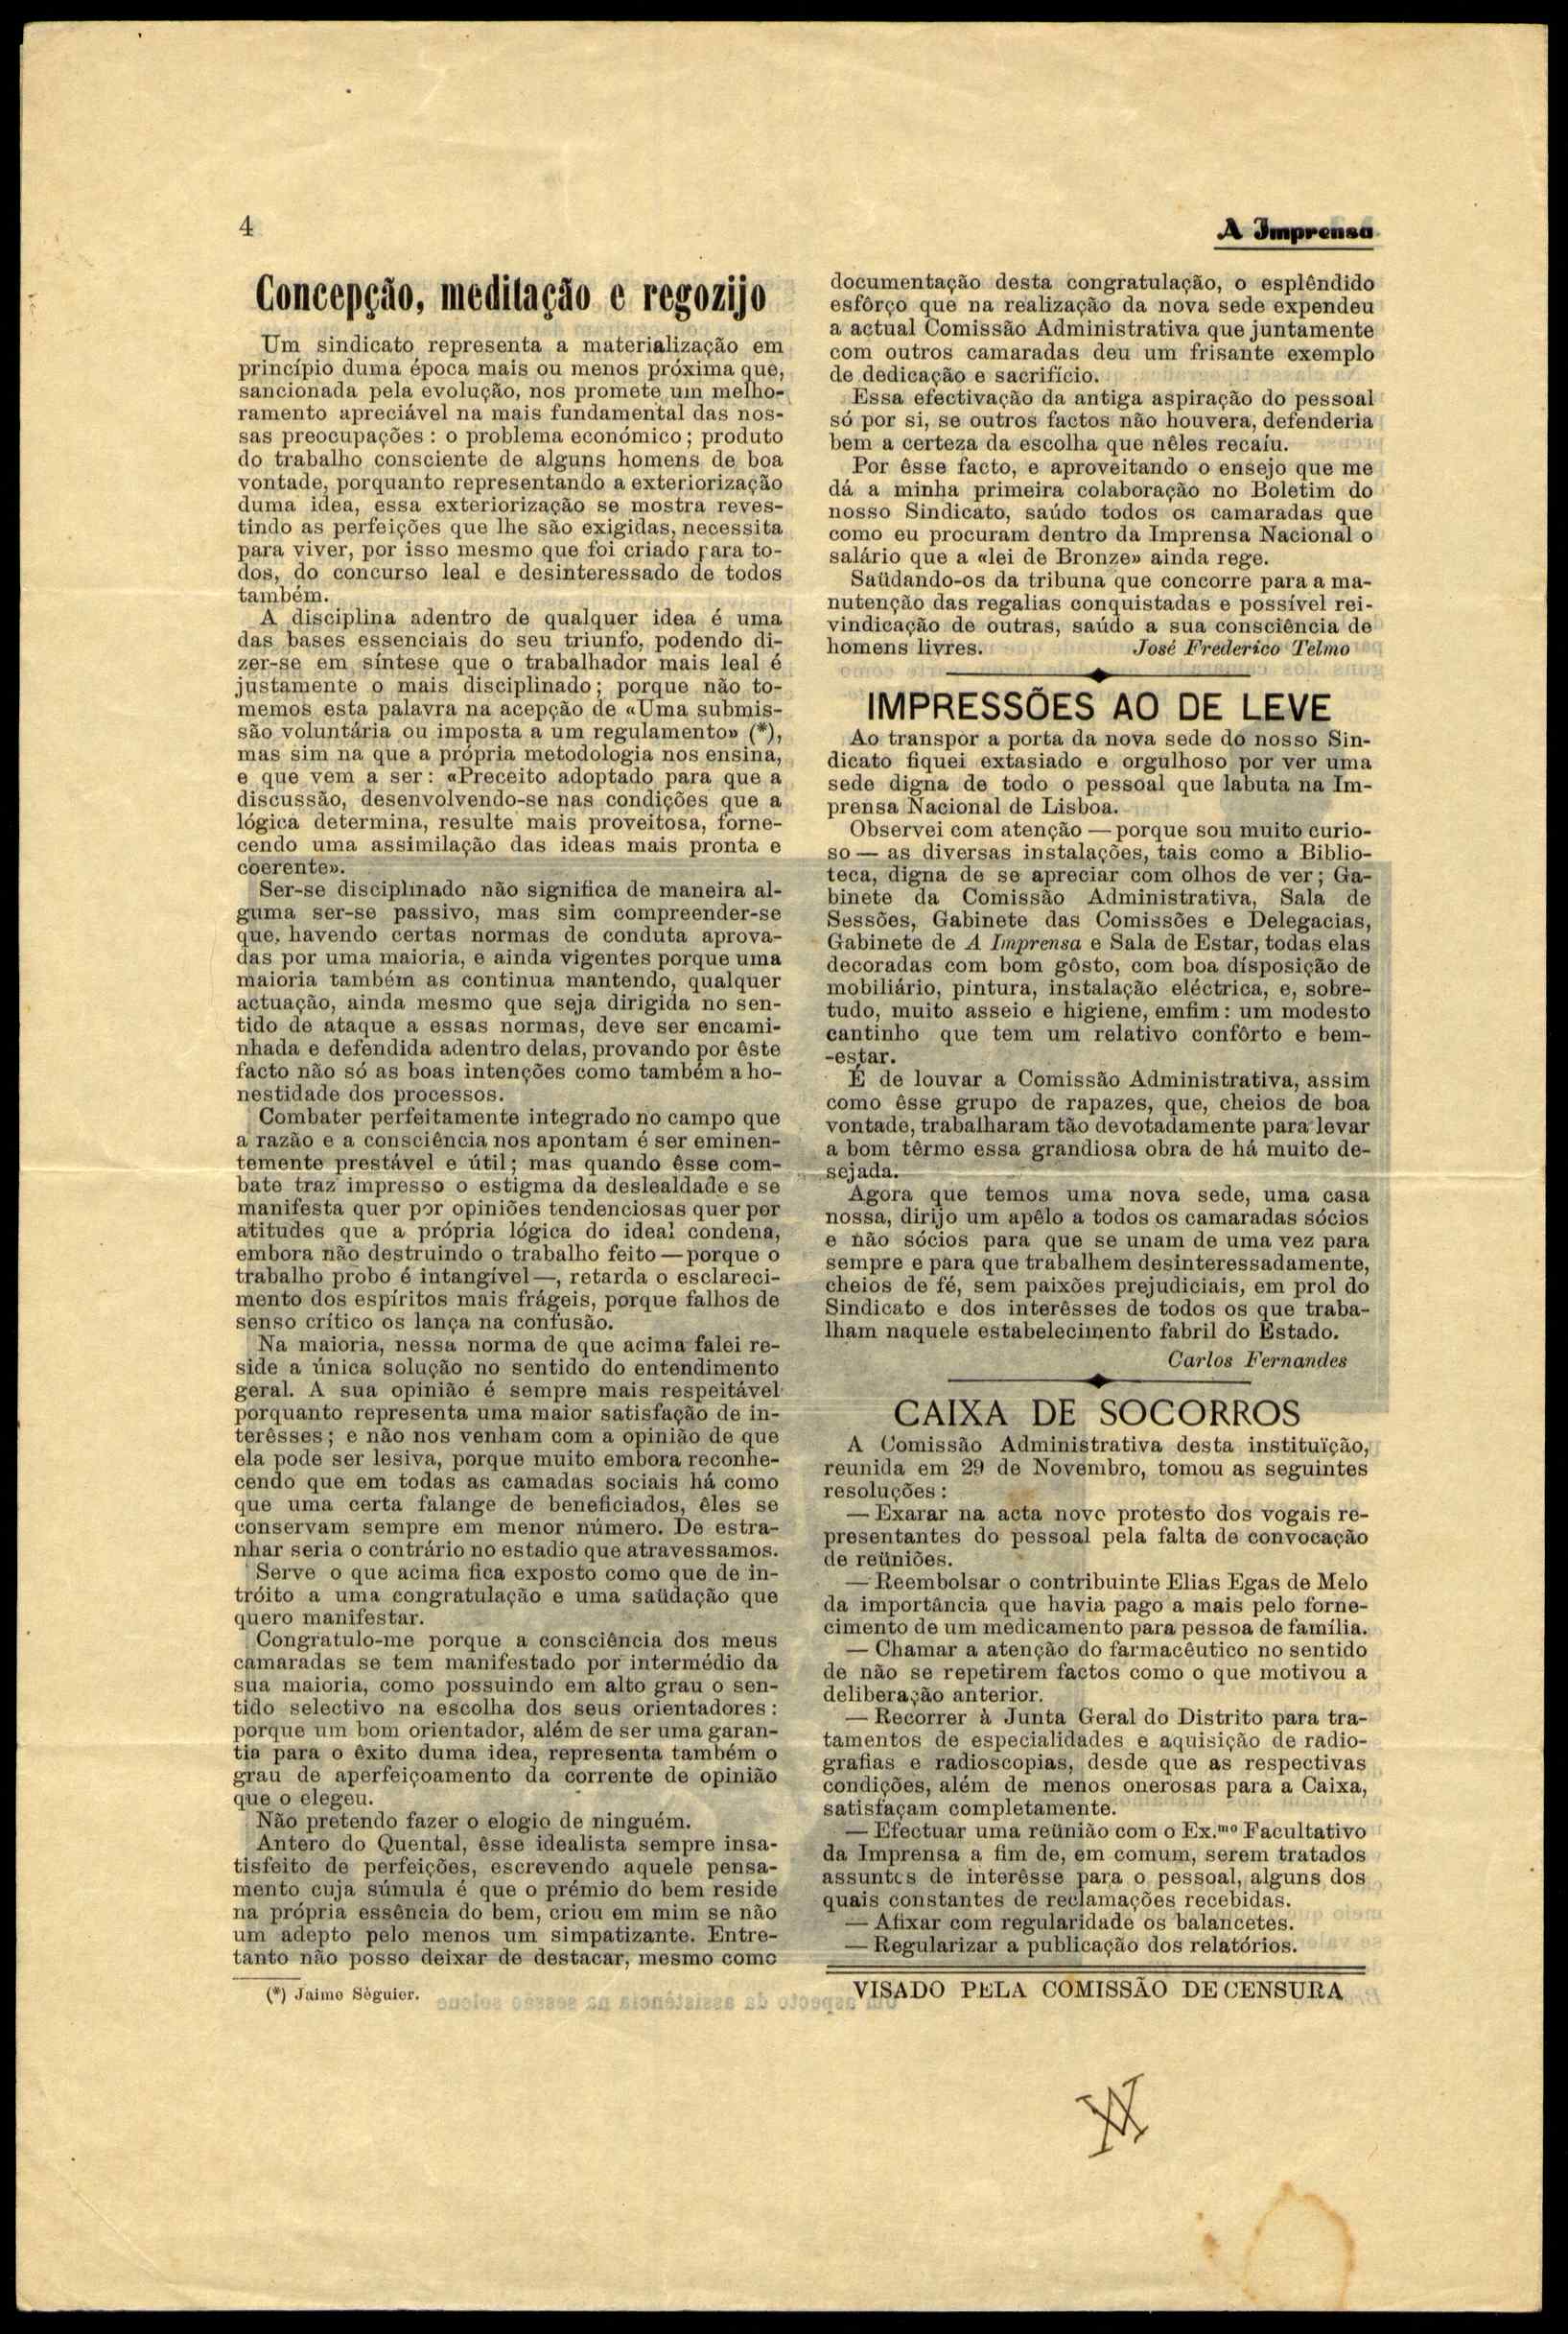 4
A Imprensa
Concepção, meditação e regozijo
Um sindicato representa a materialização em
princípio duma época mais ou menos próxima que,
sancionada pela evolução, nos promete um melho-
ramento apreciável na mais fundamental das nos-
sas preocupações : o problema económico ; produto
do trabalho consciente de alguns homens de boa
vontade, porquanto representando a exteriorização
duma idea, essa exteriorização se mostra reves-
tindo as perfeições que lhe são exigidas, necessita
para viver, por isso mesmo que foi criado para to-
dos, do concurso leal e desinteressado de todos
também.
A disciplina adentro de qualquer idea é uma
das bases essenciais do seu triunfo, podendo di-
zer-se em síntese que o trabalhador mais leal é
justamente o mais disciplinado ; porque não to-
memos esta palavra na acepção de «Uma submis-
são voluntária ou imposta a um regulamento» (*),
mas sim na que a própria metodologia nos ensina,
e que vem a ser : «Preceito adoptado para que a
discussão, desenvolvendo-se nas condições que a
lógica determina, resulte mais proveitosa, forne-
cendo uma assimilação das ideas mais pronta e
coerente».
Ser-se disciplinado não significa de maneira al-
guma ser-se passivo, mas sim compreender-se
que, havendo certas normas de conduta aprova-
das por uma maioria, e ainda vigentes porque uma
maioria também as continua mantendo, qualquer
actuação, ainda mesmo que seja dirigida no sen-
tido de ataque a essas normas, deve ser encami-
nhada e defendida adentro delas, provando por êste
facto não só as boas intenções como também a ho-
nestidade dos processos.
Combater perfeitamente integrado no campo que
a razão e a consciência nos apontam é ser eminen-
temente prestável e útil ; mas quando êsse com-
bate traz impresso o estigma da deslealdade e se
manifesta quer por opiniões tendenciosas quer por
atitudes que a própria lógica do ideal condena,
embora não destruindo o trabalho feito — porque o
trabalho probo é intangível —, retarda o esclareci-
mento dos espíritos mais frágeis, porque falhos de
senso crítico os lança na confusão.
Na maioria, nessa norma de que acima falei re-
side a única solução no sentido do entendimento
geral. A sua opinião é sempre mais respeitável
porquanto representa uma maior satisfação de in-
terêsses ; e não nos venham com a opinião de que
ela pode ser lesiva, porque muito embora reconhe-
cendo que em todas as camadas sociais há como
que uma certa falange de beneficiados, êles se
conservam sempre em menor número. De estra-
nhar seria o contrário no estadio que atravessamos.
Serve o que acima fica exposto como que de in-
tróito a uma congratulação e uma saüdação que
quero manifestar.
Congratulo-me porque a consciência dos meus
camaradas se tem manifestado por intermédio da
sua maioria, como possuindo em alto grau o sen-
tido selectivo na escolha dos seus orientadores :
porque um bom orientador, além de ser uma garan-
tia para o êxito duma idea, representa também o
grau de aperfeiçoamento da corrente de opinião
que o elegeu.
Não pretendo fazer o elogio de ninguém.
Antero do Quental, êsse idealista sempre insa-
tisfeito de perfeições, escrevendo aquele pensa-
mento cuja súmula é que o prémio do bem reside
na própria essência do bem, criou em mim se não
um adepto pelo menos um simpatizante. Entre-
tanto não posso deixar de destacar, mesmo como
(*) Jaime Séguier.
documentação desta congratulação, o esplêndido
esfôrço que na realização da nova sede expendeu
a actual Comissão Administrativa que juntamente
com outros camaradas deu um frisante exemplo
de dedicação e sacrifício.
Essa efectivação da antiga aspiração do pessoal
só por si, se outros factos não houvera, defenderia
bem a certeza da escolha que nêles recaíu.
Por êsse facto, e aproveitando o ensejo que me
dá a minha primeira colaboração no Boletim do
nosso Sindicato, saúdo todos os camaradas que
como eu procuram dentro da Imprensa Nacional o
salário que a «lei de Bronze» ainda rege.
Saüdando-os da tribuna que concorre para a ma-
nutenção das regalias conquistadas e possível rei-
vindicação de outras, saúdo a sua consciência de
homens livres. José Frederico Telmo
IMPRESSÕES AO DE LEVE
Ao transpor a porta da nova sede do nosso Sin-
dicato fiquei extasiado e orgulhoso por ver uma
sede digna de todo o pessoal que labuta na Im-
prensa Nacional de Lisboa.
Observei com atenção — porque sou muito curio-
so — as diversas instalações, tais como a Biblio-
teca, digna de se apreciar com olhos de ver ; Ga-
binete da Comissão Administrativa, Sala de
Sessões, Gabinete das Comissões e Delegacias,
Gabinete de A Imprensa e Sala de Estar, todas elas
decoradas com bom gôsto, com boa disposição de
mobiliário, pintura, instalação eléctrica, e, sobre-
tudo, muito asseio e higiene, emfim : um modesto
cantinho que tem um relativo confôrto e bem-
-estar.
É de louvar a Comissão Administrativa, assim
como êsse grupo de rapazes, que, cheios de boa
vontade, trabalharam tão devotadamente para levar
a bom têrmo essa grandiosa obra de há muito de-
sejada.
Agora que temos uma nova sede, uma casa
nossa, dirijo um apêlo a todos os camaradas sócios
e não sócios para que se unam de uma vez para
sempre e para que trabalhem desinteressadamente,
cheios de fé, sem paixões prejudiciais, em prol do
Sindicato e dos interêsses de todos os que traba-
lham naquele estabelecimento fabril do Estado.
Carlos Fernandes
CAIXA DE SOCORROS
A Comissão Administrativa desta instituïção,
reunida em 29 de Novembro, tomou as seguintes
resoluções :
— Exarar na acta novo protesto dos vogais re-
presentantes do pessoal pela falta de convocação
de reüniões.
— Reembolsar o contribuinte Elias Egas de Melo
da importância que havia pago a mais pelo forne-
cimento de um medicamento para pessoa de família.
— Chamar a atenção do farmacêutico no sentido
de não se repetirem factos como o que motivou a
deliberação anterior.
— Recorrer à Junta Geral do Distrito para tra-
tamentos de especialidades e aquisição de radio-
grafias e radioscopias, desde que as respectivas
condições, além de menos onerosas para a Caixa,
satisfaçam completamente.
— Efectuar uma reünião com o Ex.mo Facultativo
da Imprensa a fim de, em comum, serem tratados
assuntos de interêsse para o pessoal, alguns dos
quais constantes de reclamações recebidas.
— Afixar com regularidade os balancetes.
— Regularizar a publicação dos relatórios.
VISADO PELA COMISSÃO DE CENSURA